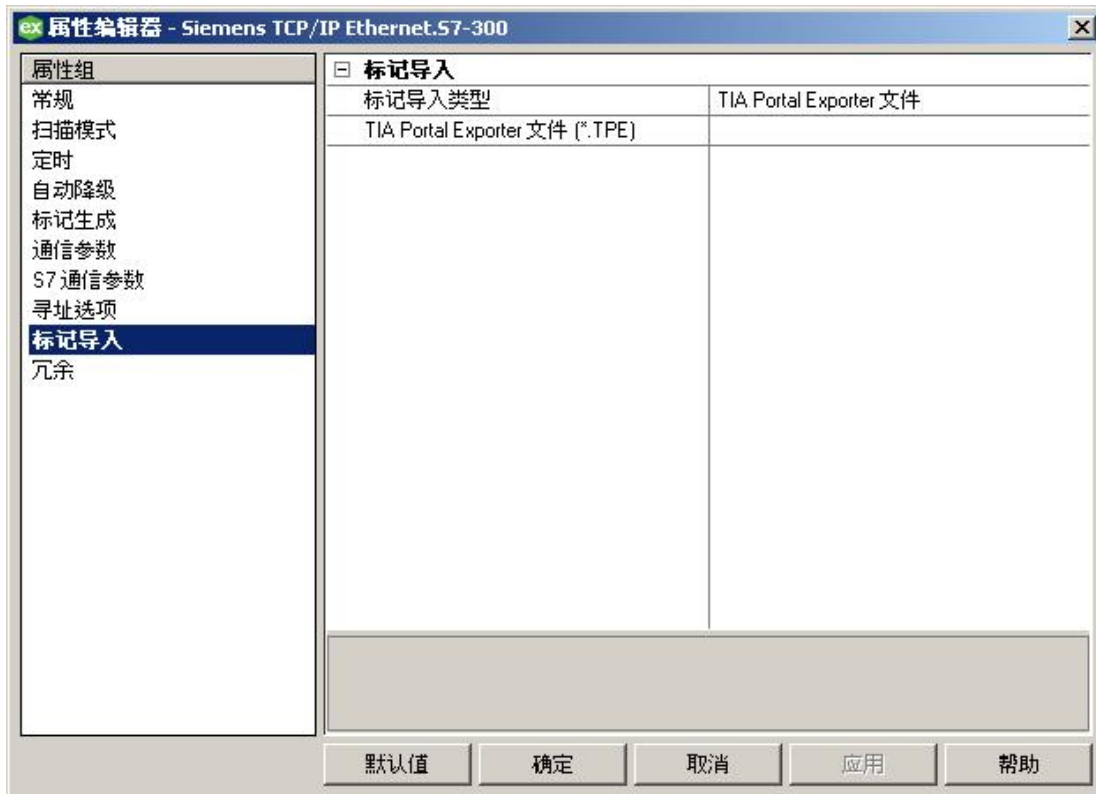 ex 属性编辑器 - Siemens TCP/IP Ethernet.S7-300
属性组
常规
扫描模式
定时
自动降级
标记生成
通信参数
S7 通信参数
寻址选项
标记导入
冗余
标记导入
标记导入类型 TIA Portal Exporter 文件
TIA Portal Exporter 文件 (*.TPE)
默认值 确定 取消 应用 帮助